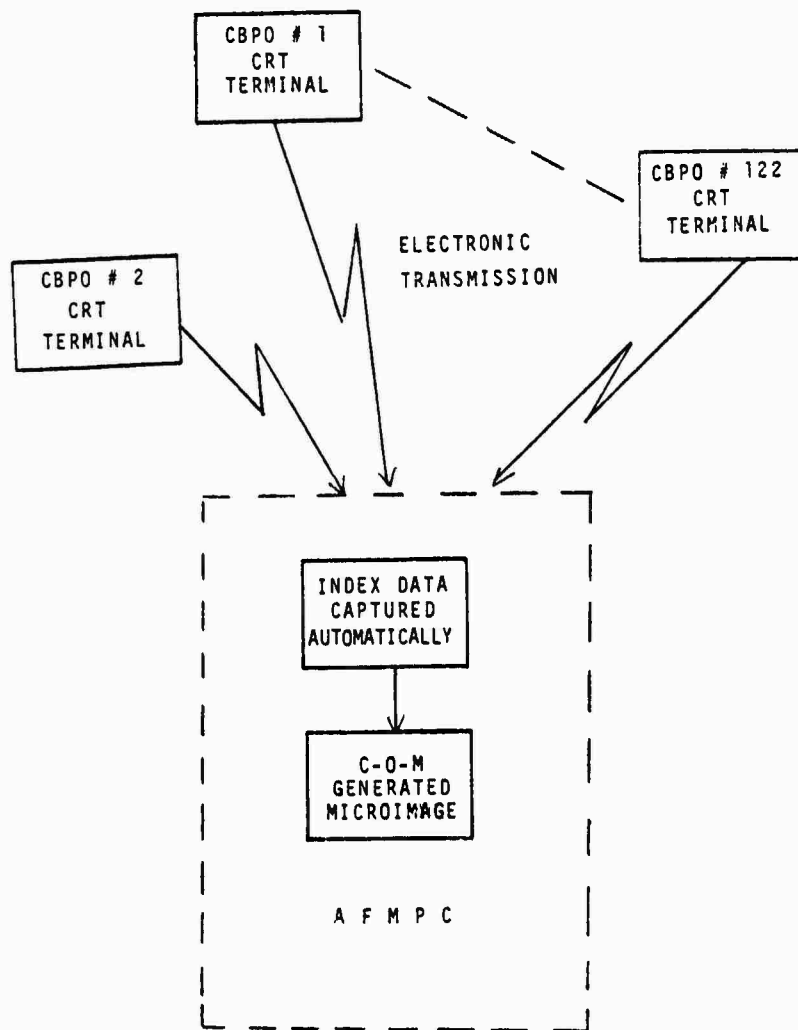 CBPO # 1
CRT
TERMINAL
CBPO # 122
CRT
TERMINAL
ELECTRONIC
TRANSMISSION
CBPO # 2
CRT
TERMINAL
INDEX DATA
CAPTURED
AUTOMATICALLY
C-O-M
GENERATED
MICROIMAGE
A F M P C